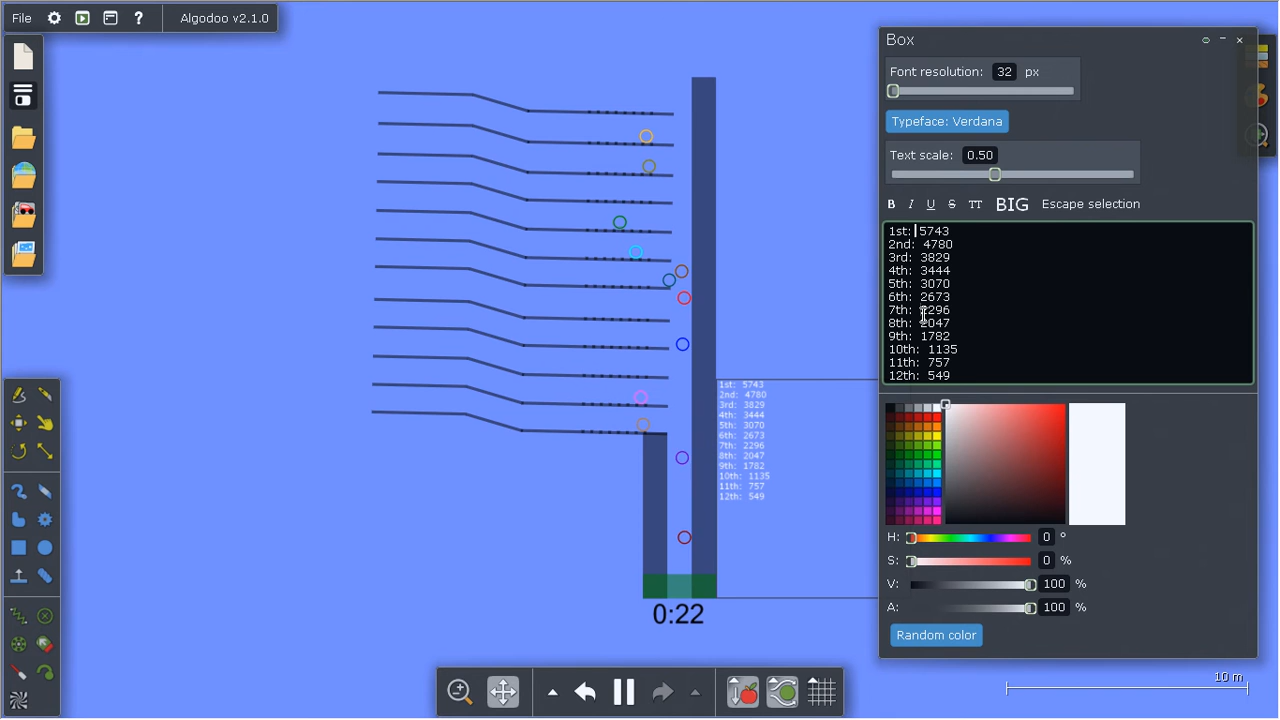 File
Algodoo v2.1.0
Box
Font resolution: 32 px
Typeface: Verdana
Text scale: 0.50
B I U S TT BIG Escape selection
1st: 5743
2nd: 4780
3rd: 3829
4th: 3444
5th: 3070
6th: 2673
7th: 2296
8th: 2047
9th: 1782
10th: 1135
11th: 757
12th: 549
1st: 5743
2nd: 4780
3rd: 3829
4th: 3444
5th: 3070
6th: 2673
7th: 2296
8th: 2047
9th: 1782
10th: 1135
11th: 757
12th: 549
H: 0 °
S: 0 %
V: 100 %
A: 100 %
Random color
0:22
10 m